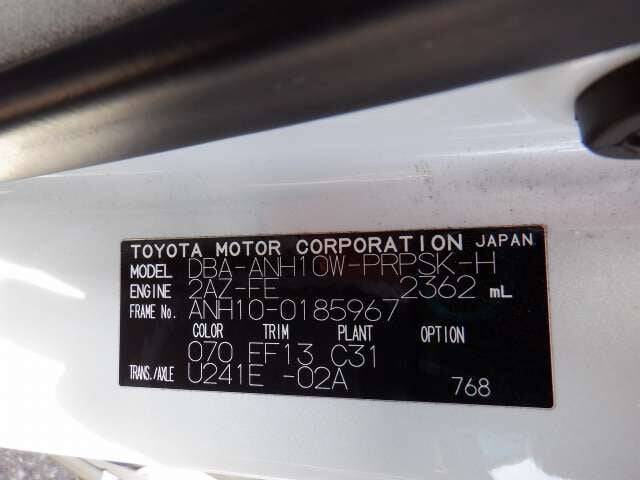 TOYOTA MOTOR CORPORATION JAPAN
MODEL DBA-ANH10W-PRPSK-H
ENGINE 2AZ-FE 2362 mL
FRAME No. ANH10-0185967
COLOR TRIM PLANT OPTION
070 FF13 C31
TRANS./AXLE U241E -02A 768